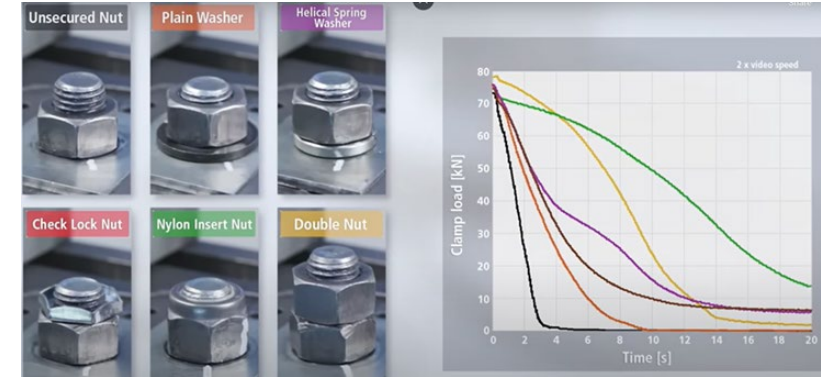 Unsecured Nut
Plain Washer
Helical Spring
Washer
Check Lock Nut
Nylon Insert Nut
Double Nut
2 x video speed
Clamp load [kN]
80
70
60
50
40
30
20
10
0
0 2 4 6 8 10 12 14 16 18 20
Time [s]